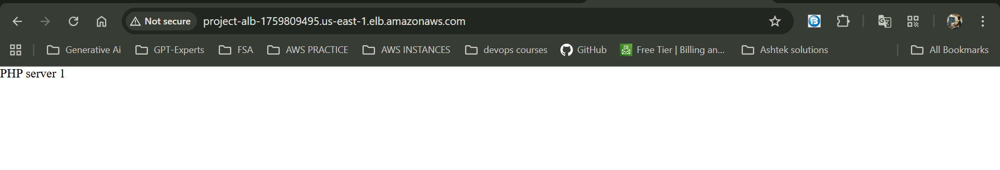 Not secure project-alb-1759809495.us-east-1.elb.amazonaws.com
Generative Ai GPT-Experts FSA AWS PRACTICE AWS INSTANCES devops courses GitHub Free Tier | Billing an... Ashtek solutions All Bookmarks
PHP server 1